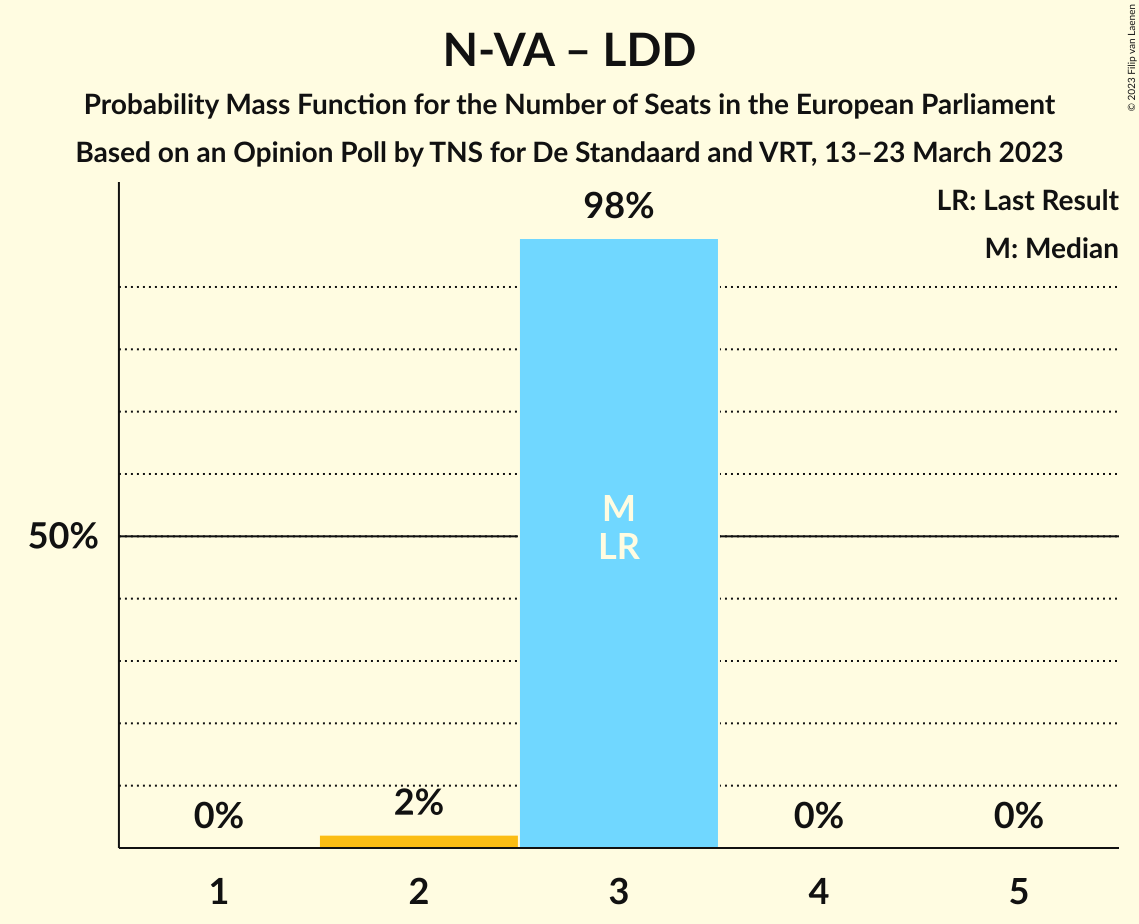 N-VA – LDD
Probability Mass Function for the Number of Seats in the European Parliament
Based on an Opinion Poll by TNS for De Standaard and VRT, 13–23 March 2023
© 2023 Filip van Laenen
LR: Last Result
M: Median
98%
50%
M
LR
0%
2%
0%
0%
1
2
3
4
5